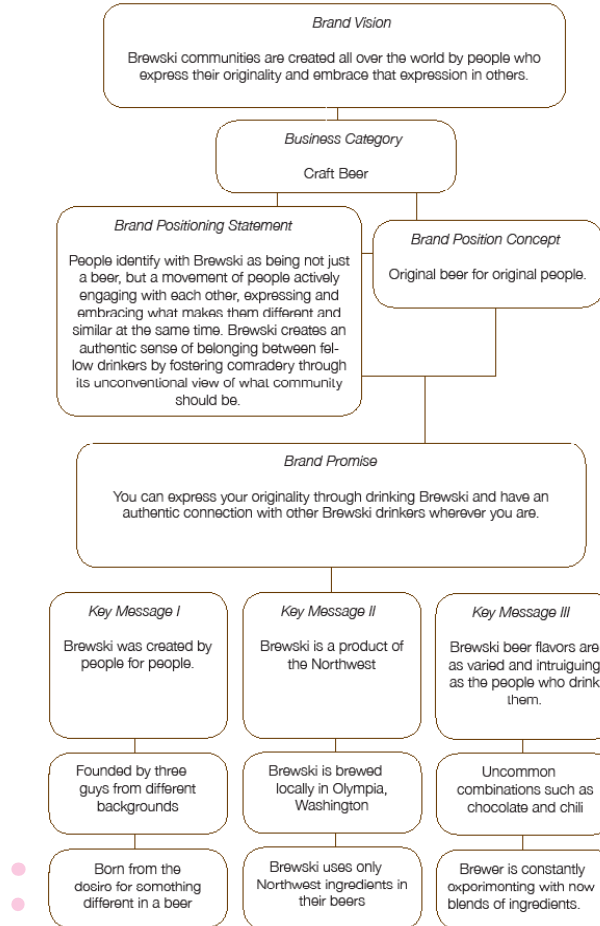 Brand Vision
Brewski communities are created all over the world by people who
express their originality and embrace that expression in others.
Business Category
Craft Beer
Brand Positioning Statement
People identify with Brewski as being not just
a beer, but a movement of people actively
engaging with each other, expressing and
embracing what makes them different and
similar at the same time. Brewski creates an
authentic sense of belonging between fel-
low drinkers by fostering comradery through
its unconventional view of what community
should be.
Brand Position Concept
Original beer for original people.
Brand Promise
You can express your originality through drinking Brewski and have an
authentic connection with other Brewski drinkers wherever you are.
Key Message I
Brewski was created by
people for people.
Founded by three
guys from different
backgrounds
Born from the
desire for something
different in a beer
Key Message II
Brewski is a product of
the Northwest
Brewski is brewed
locally in Olympia,
Washington
Brewski uses only
Northwest ingredients in
their beers
Key Message III
Brewski beer flavors are
as varied and intruiguing
as the people who drink
them.
Uncommon
combinations such as
chocolate and chili
Brewer is constantly
experimenting with new
blends of ingredients.